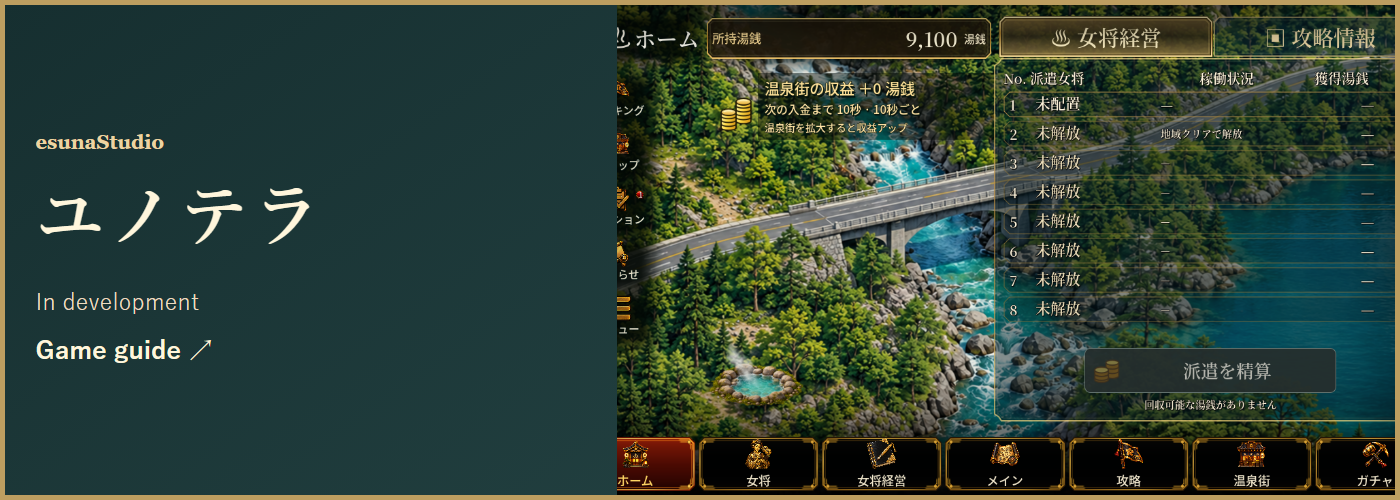 esunaStudio
ユノテラ
In development
Game guide ↗
ホーム
所持湯銭 9,100 湯銭
女将経営
攻略情報
温泉街の収益 +0 湯銭
次の入金まで 10秒・10秒ごと
温泉街を拡大すると収益アップ
キング
ップ
ション
らせ
ュー
No. 派遣女将 稼働状況 獲得湯銭
1 未配置 — —
2 未解放 地域クリアで解放 —
3 未解放 — —
4 未解放 — —
5 未解放 — —
6 未解放 — —
7 未解放 — —
8 未解放 — —
派遣を精算
回収可能な湯銭がありません
ホーム
女将
女将経営
メイン
攻略
温泉街
ガチャ